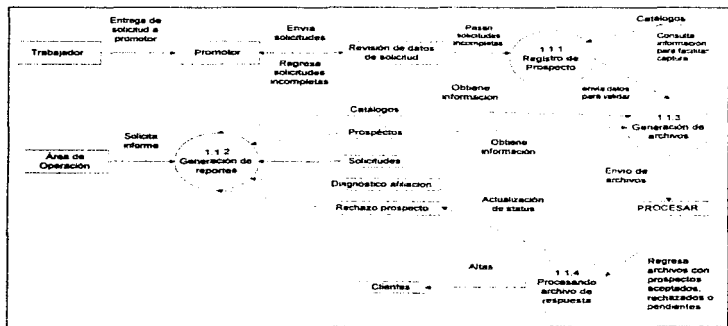 Entrega de
solicitud a
promotor
Trabajador
Promotor
Envía
solicitudes
Regresa
solicitudes
incompletas
Revisión de datos
de solicitud
Pasan
solicitudes
incompletas
1.1.1
Registro de
Prospecto
Catálogos
Consulta
información
para facilitar
captura
envia datos
para validar
Obtiene
información
1.1.3
Generación de
archivos
Área de
Operación
Solicita
informe
1.1.2
Generación de
reportes
Catálogos
Prospectos
Solicitudes
Diagnóstico afiliacion
Rechazo prospecto
Obtiene
información
Actualización
de status
Envio de
archivos
PROCESAR
Clientes
Altas
1.1.4
Procesando
archivo de
respuesta
Regresa
archivos con
prospectos
aceptados,
rechazados o
pendientes